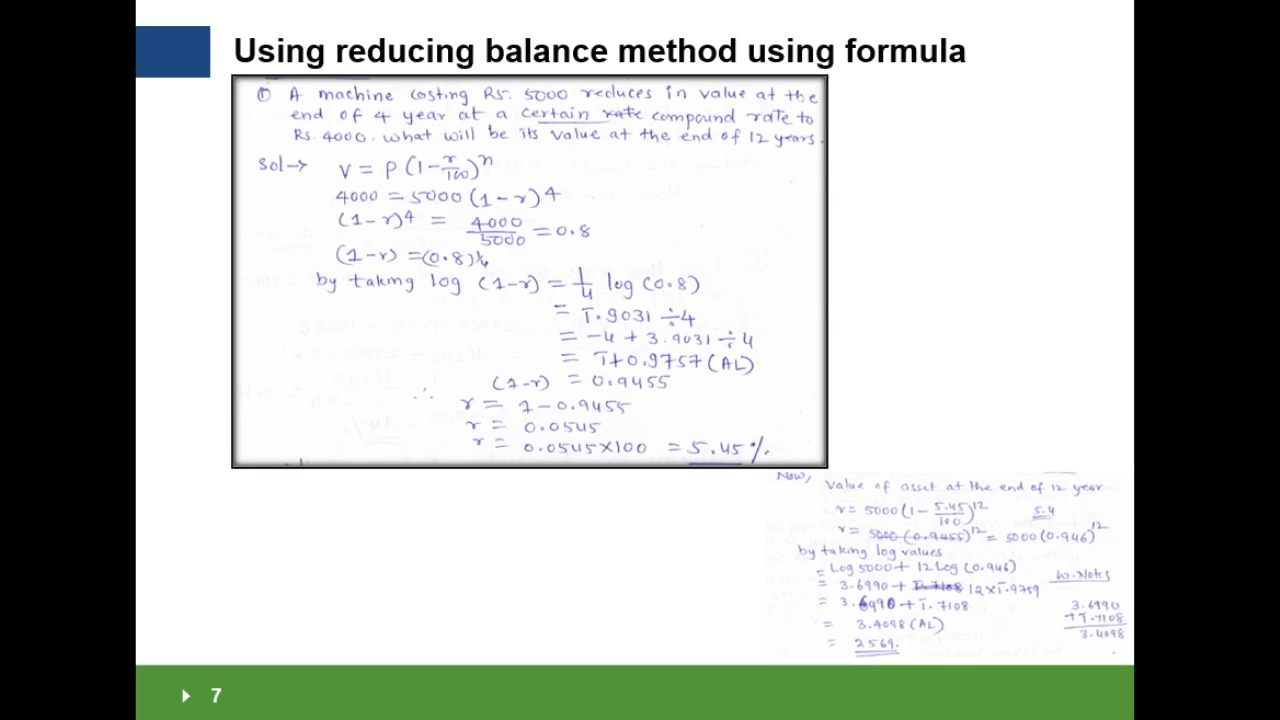 Using reducing balance method using formula
① A machine costing Rs. 5000 reduces in value at the
end of 4 year at a certain rate compound rate to
Rs. 4000. what will be its value at the end of 12 years.
Sol→ V = P (1 - r/100)^n
4000 = 5000 (1-r)^4
(1-r)^4 = 4000/5000 = 0.8
(1-r) = (0.8)^1/4
by taking log (1-r) = 1/4 log (0.8)
= 1̄.9031 ÷ 4
= -4 + 3.9031 ÷ 4
= 1̄+0.9757 (AL)
∴ (1-r) = 0.9455
r = 1-0.9455
r = 0.0545
r = 0.0545×100 = 5.45%
Now, Value of asset at the end of 12 year
v = 5000 (1 - 5.45/100)^12 5.4
v = 5000 (0.9455)^12 = 5000 (0.946)^12
by taking log values
= Log 5000 + 12 Log (0.946)
= 3.6990 + 1̄.7108 12×1̄.9759
= 3.6990 + 1̄.7108
= 3.4098 (AL)
= 2569.
W.Notes
3.6990
+1̄.7108
3.4098
7